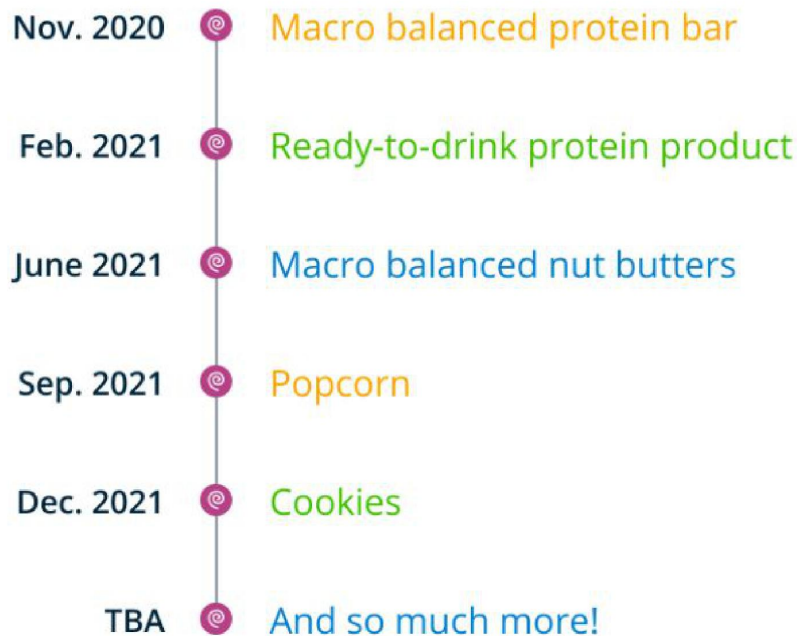 Nov. 2020 Macro balanced protein bar
Feb. 2021 Ready-to-drink protein product
June 2021 Macro balanced nut butters
Sep. 2021 Popcorn
Dec. 2021 Cookies
TBA And so much more!